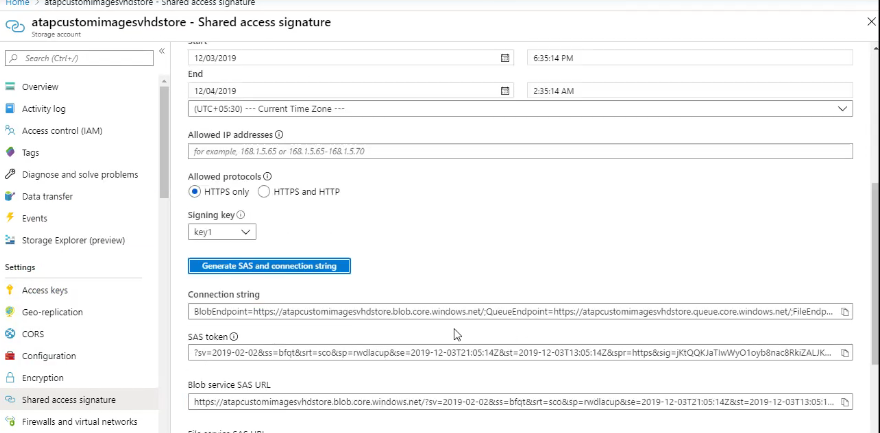 Home > atapcustomimagesvhdstore - Shared access signature
atapcustomimagesvhdstore - Shared access signature
Storage account
Search (Ctrl+/)
«
Overview
Activity log
Access control (IAM)
Tags
Diagnose and solve problems
Data transfer
Events
Storage Explorer (preview)
Settings
Access keys
Geo-replication
CORS
Configuration
Encryption
Shared access signature
Firewalls and virtual networks
Start
12/03/2019 6:35:14 PM
End
12/04/2019 2:35:14 AM
(UTC+05:30) --- Current Time Zone ---
Allowed IP addresses
for example, 168.1.5.65 or 168.1.5.65-168.1.5.70
Allowed protocols
HTTPS only HTTPS and HTTP
Signing key
key1
Generate SAS and connection string
Connection string
BlobEndpoint=https://atapcustomimagesvhdstore.blob.core.windows.net/;QueueEndpoint=https://atapcustomimagesvhdstore.queue.core.windows.net/;FileEndp...
SAS token
?sv=2019-02-02&ss=bfqt&srt=sco&sp=rwdlacup&se=2019-12-03T21:05:14Z&st=2019-12-03T13:05:14Z&spr=https&sig=jKtQQKJaTIwWyO1oyb8nac8RkiZALJK...
Blob service SAS URL
https://atapcustomimagesvhdstore.blob.core.windows.net/?sv=2019-02-02&ss=bfqt&srt=sco&sp=rwdlacup&se=2019-12-03T21:05:14Z&st=2019-12-03T13:05:1...
File service SAS URL